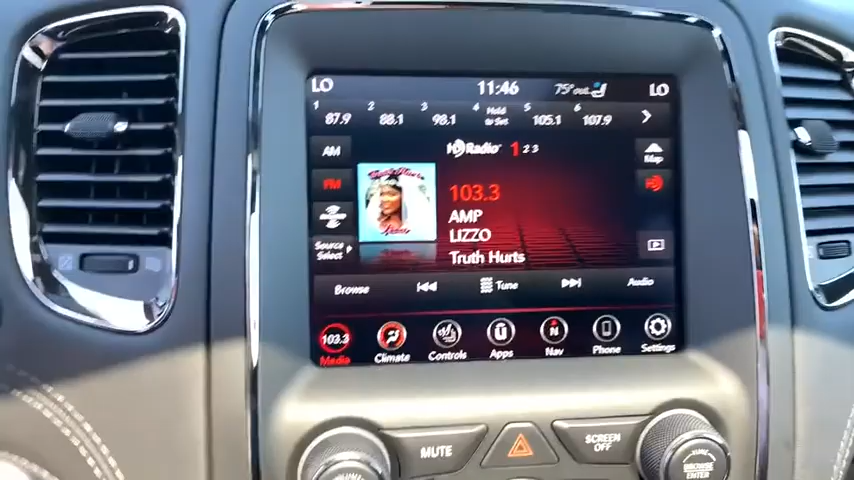 LO 11:46 75° out LO
1 2 3 4 Hold to Set 5 6
87.9 88.1 98.1 105.1 107.9
AM HD Radio 1 2 3 Map
FM 103.3
AMP
LIZZO
Source Select Truth Hurts
Browse Tune Audio
103.3 U N
Media Climate Controls Apps Nav Phone Settings
MUTE SCREEN OFF
BROWSE
ENTER